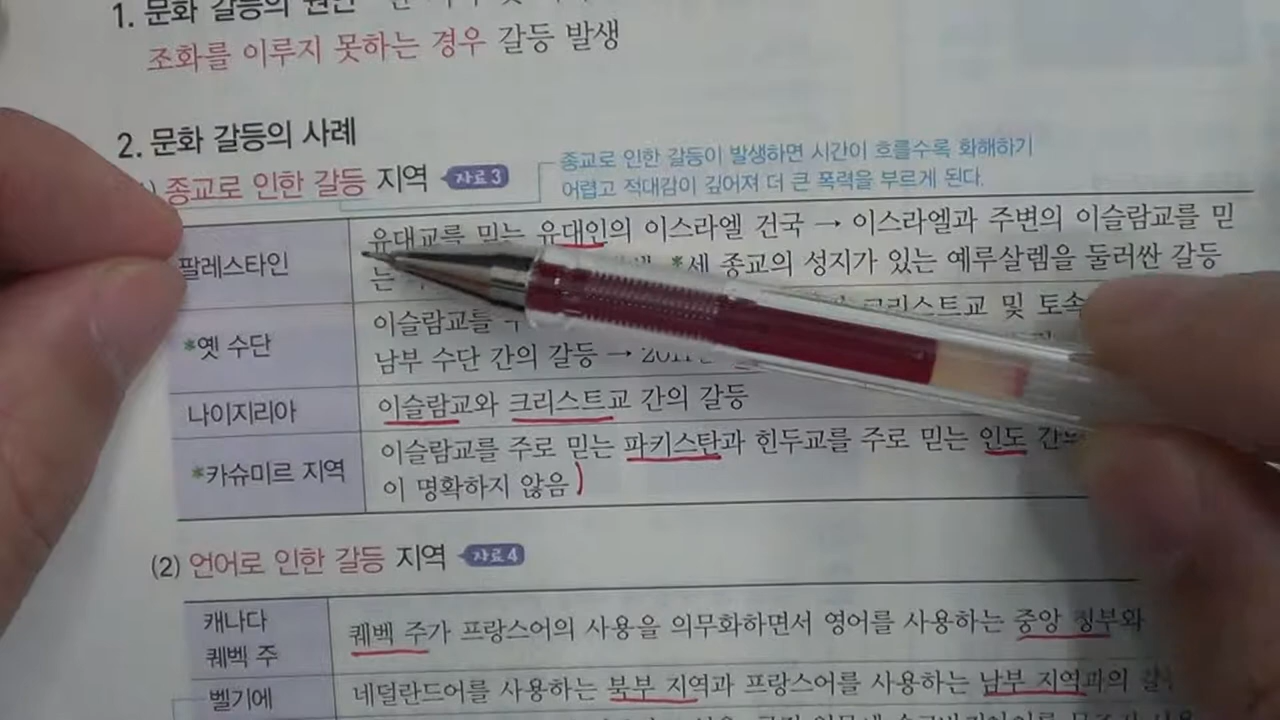 1. 문화 갈등의 원인
조화를 이루지 못하는 경우 갈등 발생
2. 문화 갈등의 사례
종교로 인한 갈등 지역 자료3
종교로 인한 갈등이 발생하면 시간이 흐를수록 화해하기
어렵고 적대감이 깊어져 더 큰 폭력을 부르게 된다.
팔레스타인
유대교를 믿는 유대인의 이스라엘 건국 → 이스라엘과 주변의 이슬람교를 믿
는 *세 종교의 성지가 있는 예루살렘을 둘러싼 갈등
*옛 수단
이슬람교를 크리스트교 및 토속
남부 수단 간의 갈등 →
나이지리아
이슬람교와 크리스트교 간의 갈등
*카슈미르 지역
이슬람교를 주로 믿는 파키스탄과 힌두교를 주로 믿는 인도
이 명확하지 않음)
(2) 언어로 인한 갈등 지역 자료4
캐나다
퀘벡 주
퀘벡 주가 프랑스어의 사용을 의무화하면서 영어를 사용하는 중앙 정부와
벨기에
네덜란드어를 사용하는 북부 지역과 프랑스어를 사용하는 남부 지역과의